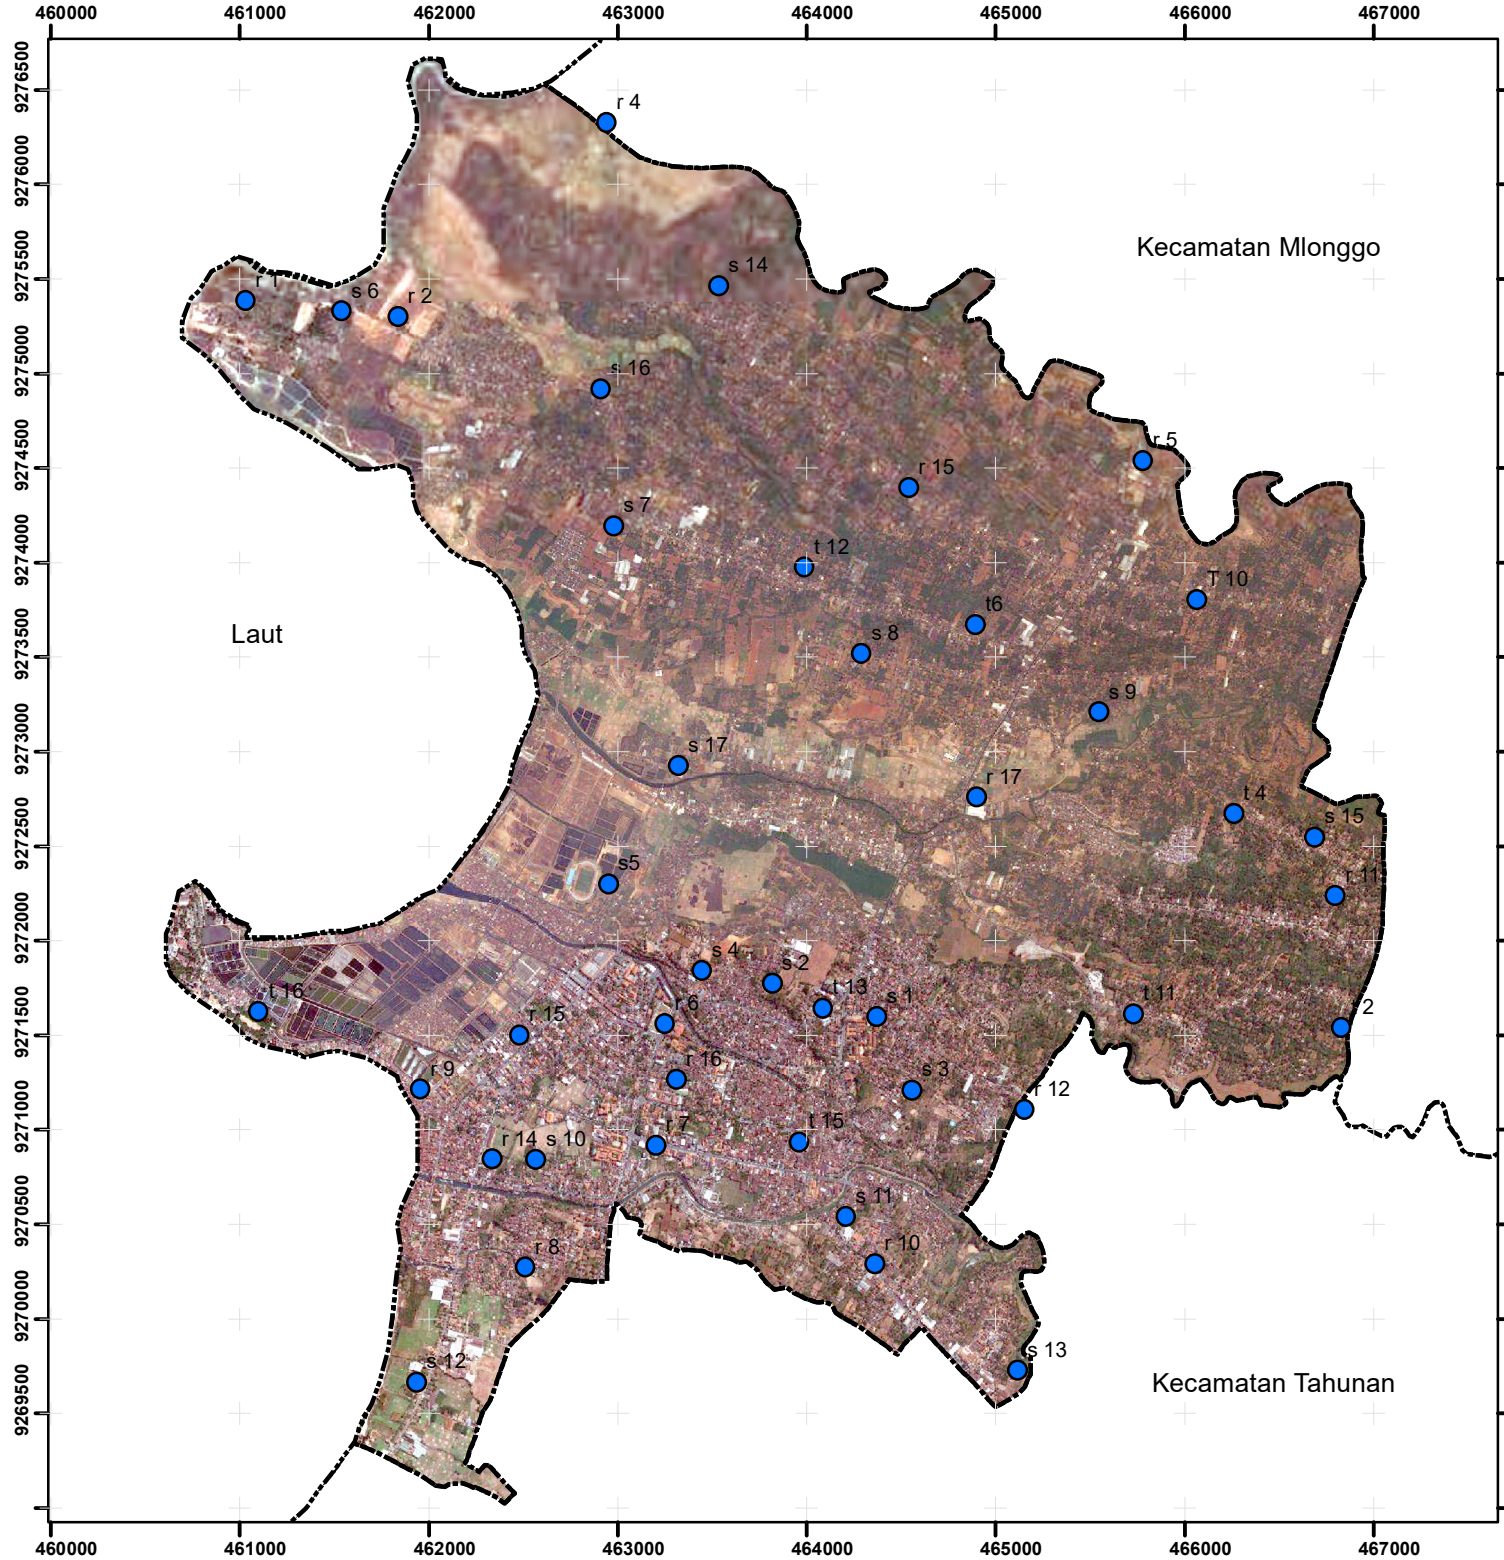 460000 461000 462000 463000 464000 465000 466000 467000
9276500
9276000
9275500
9275000
9274500
9274000
9273500
9273000
9272500
9272000
9271500
9271000
9270500
9270000
9269500
r 4
Kecamatan Mlonggo
s 14
r 1
s 6
r 2
s 16
r 5
r 15
s 7
t 12
T 10
t6
Laut
s 8
s 9
s 17
r 17
t 4
s 15
s5
r 11
s 4
s 2
t 16
t 13
s 1
t 11
2
r 6
r 15
r 16
r 9
s 3
r 12
t 15
r 7
r 14
s 10
s 11
r 8
r 10
s 13
s 12
Kecamatan Tahunan
460000 461000 462000 463000 464000 465000 466000 467000